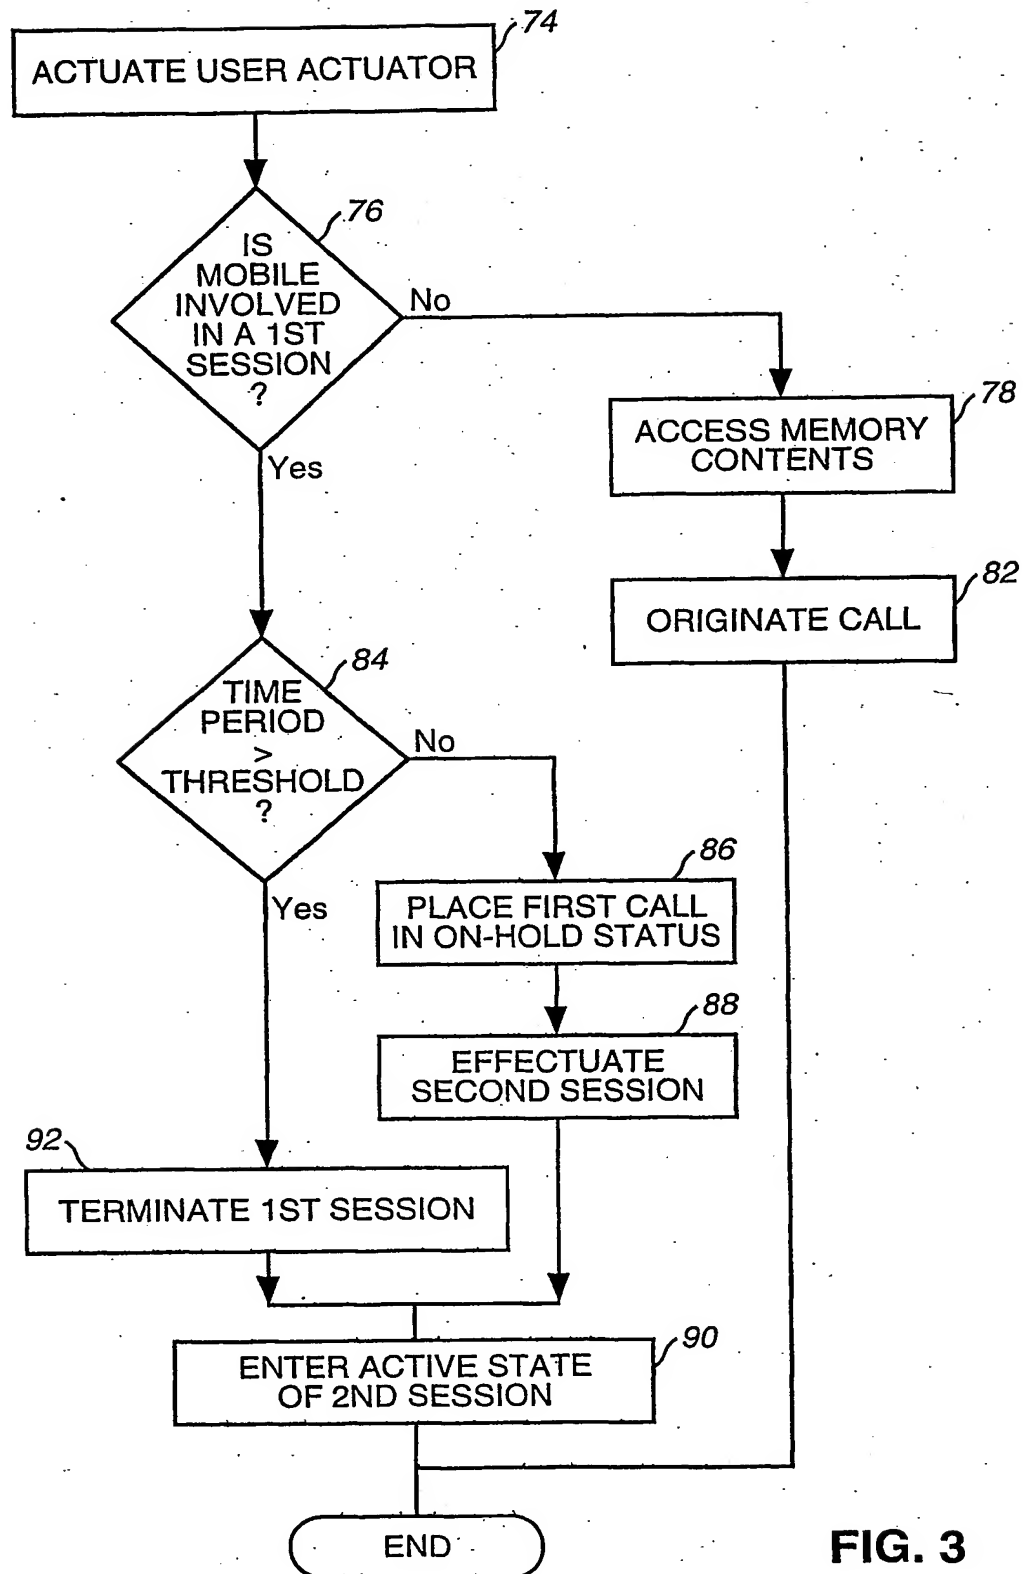 74
ACTUATE USER ACTUATOR
76
IS
MOBILE
INVOLVED
IN A 1ST
SESSION
?
No
Yes
78
ACCESS MEMORY
CONTENTS
82
ORIGINATE CALL
84
TIME
PERIOD
>
THRESHOLD
?
No
Yes
86
PLACE FIRST CALL
IN ON-HOLD STATUS
88
EFFECTUATE
SECOND SESSION
92
TERMINATE 1ST SESSION
90
ENTER ACTIVE STATE
OF 2ND SESSION
END
FIG. 3